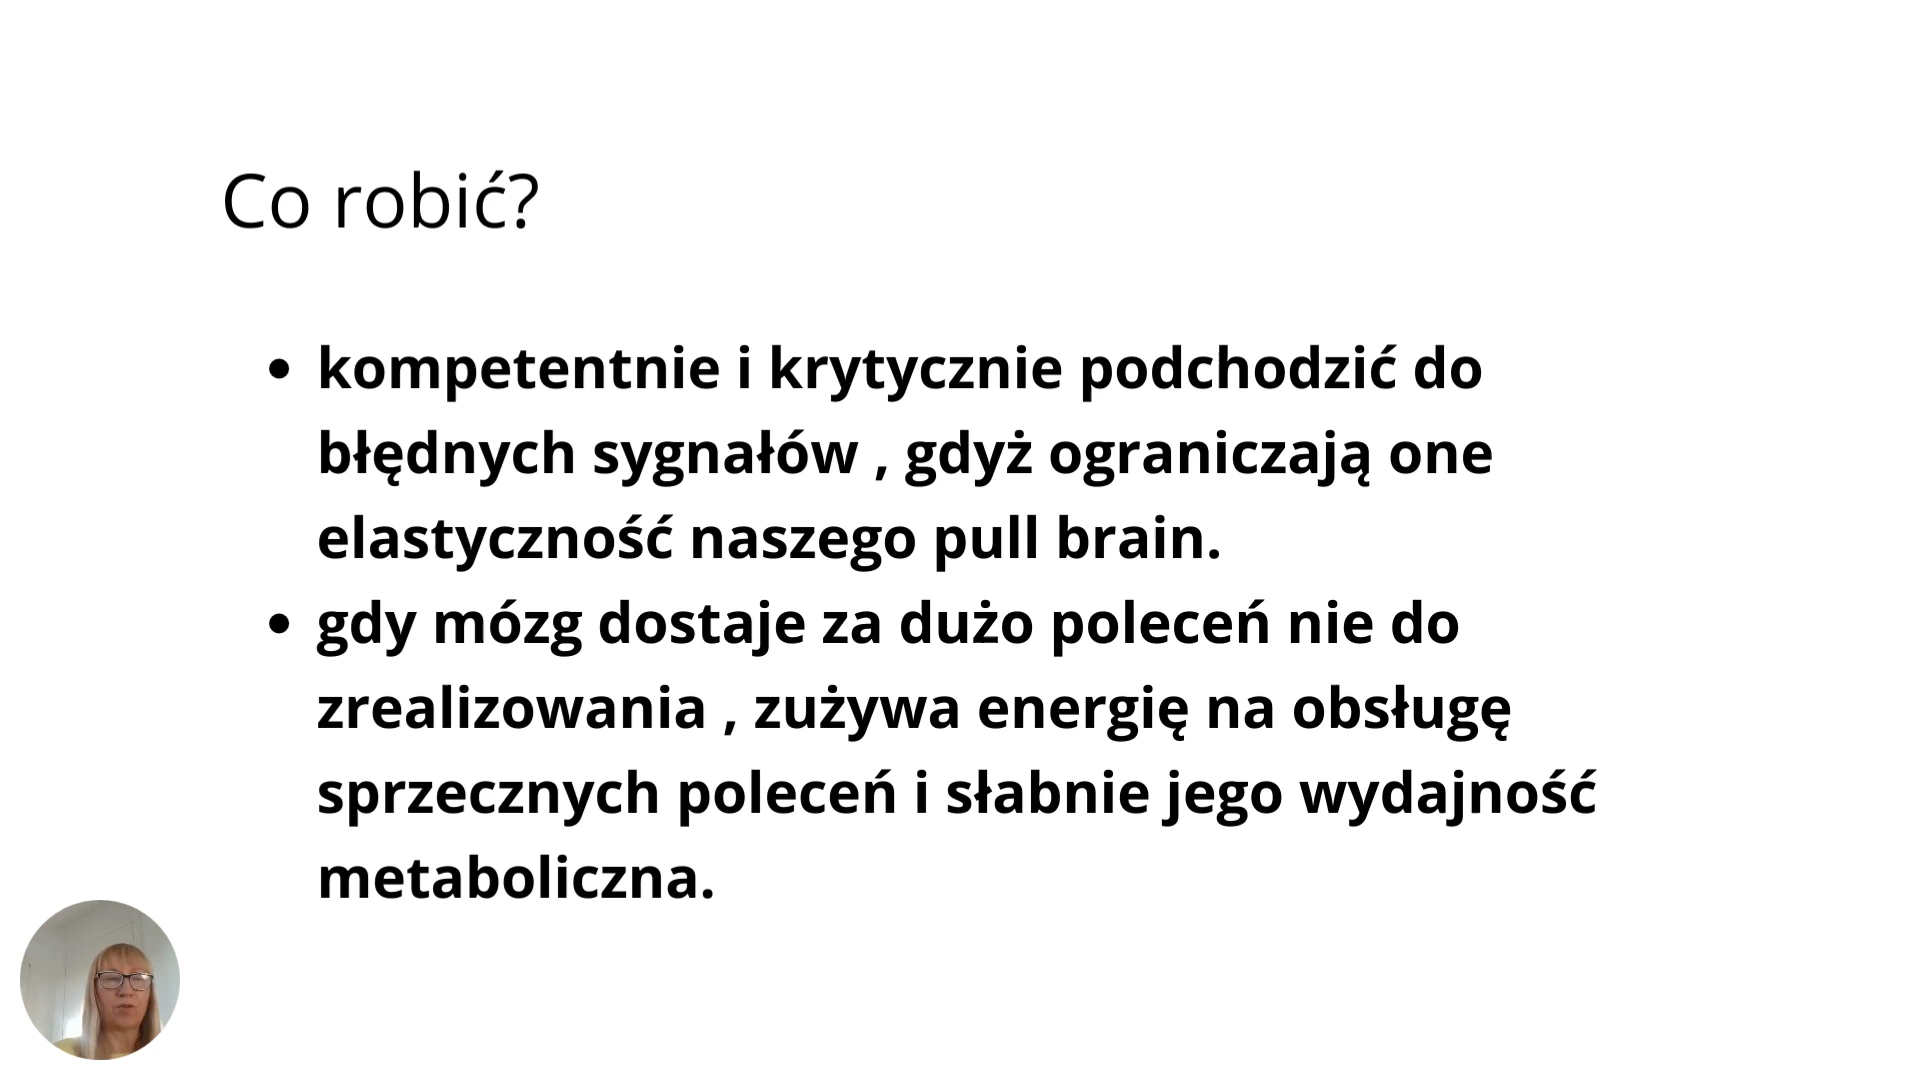 Co robić?
• kompetentnie i krytycznie podchodzić do
błędnych sygnałów , gdyż ograniczają one
elastyczność naszego pull brain.
• gdy mózg dostaje za dużo poleceń nie do
zrealizowania , zużywa energię na obsługę
sprzecznych poleceń i słabnie jego wydajność
metaboliczna.